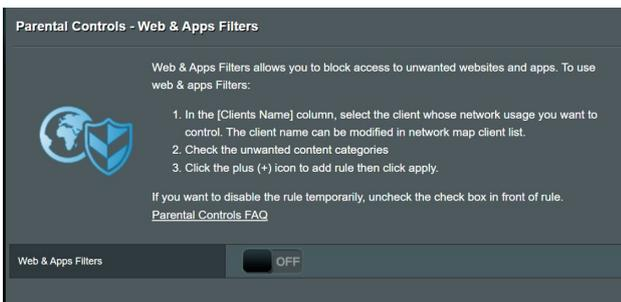 Parental Controls - Web & Apps Filters
Web & Apps Filters allows you to block access to unwanted websites and apps. To use
web & apps Filters:
1. In the [Clients Name] column, select the client whose network usage you want to
control. The client name can be modified in network map client list.
2. Check the unwanted content categories
3. Click the plus (+) icon to add rule then click apply.
If you want to disable the rule temporarily, uncheck the check box in front of rule.
Parental Controls FAQ
Web & Apps Filters
OFF